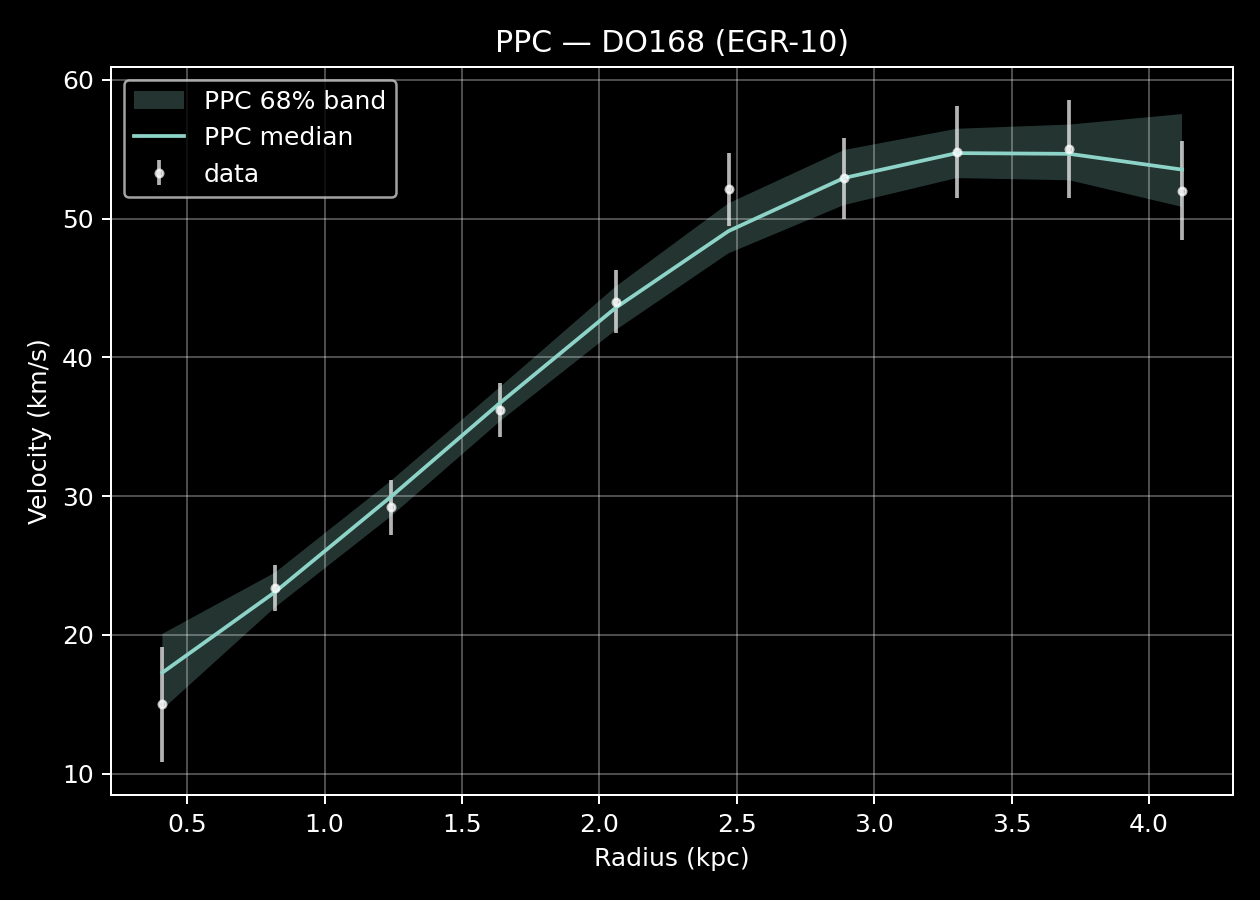 PPC — DO168 (EGR-10)
PPC 68% band
PPC median
data
60
50
40
30
20
10
Velocity (km/s)
0.5 1.0 1.5 2.0 2.5 3.0 3.5 4.0
Radius (kpc)